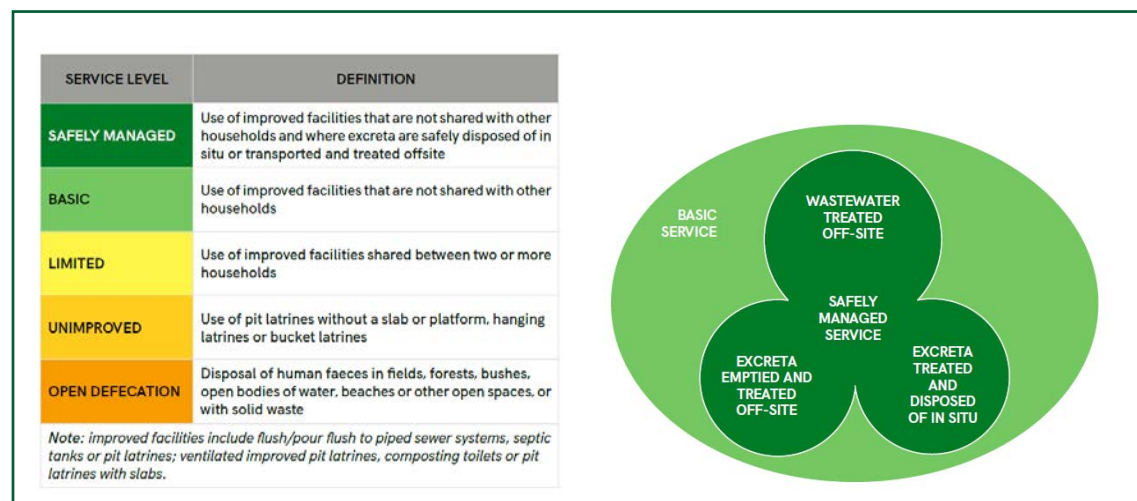 SERVICE LEVEL
DEFINITION
SAFELY MANAGED
Use of improved facilities that are not shared with other
households and where excreta are safely disposed of in
situ or transported and treated offsite
BASIC
Use of improved facilities that are not shared with other
households
LIMITED
Use of improved facilities shared between two or more
households
UNIMPROVED
Use of pit latrines without a slab or platform, hanging
latrines or bucket latrines
OPEN DEFECATION
Disposal of human faeces in fields, forests, bushes,
open bodies of water, beaches or other open spaces, or
with solid waste
Note: improved facilities include flush/pour flush to piped sewer systems, septic
tanks or pit latrines; ventilated improved pit latrines, composting toilets or pit
latrines with slabs.
BASIC
SERVICE
WASTEWATER
TREATED
OFF-SITE
SAFELY
MANAGED
SERVICE
EXCRETA
EMPTIED AND
TREATED
OFF-SITE
EXCRETA
TREATED
AND
DISPOSED
OF IN SITU